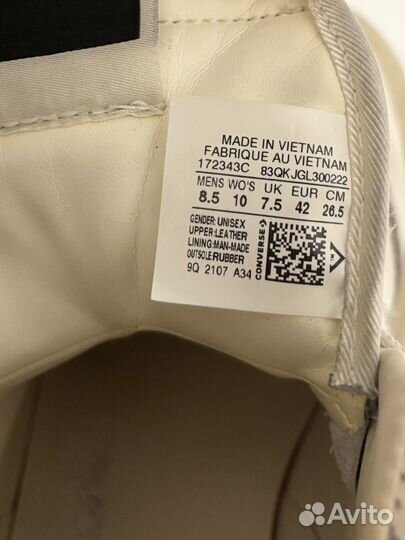 MADE IN VIETNAM
FABRIQUE AU VIETNAM
172343C 83QKJGL300222
MENS WO'S UK EUR CM
8.5 10 7.5 42 26.5
GENDER: UNISEX
UPPER: LEATHER
LINING: MAN-MADE
OUTSOLE: RUBBER
9Q 2107 A34
CONVERSE
Avito